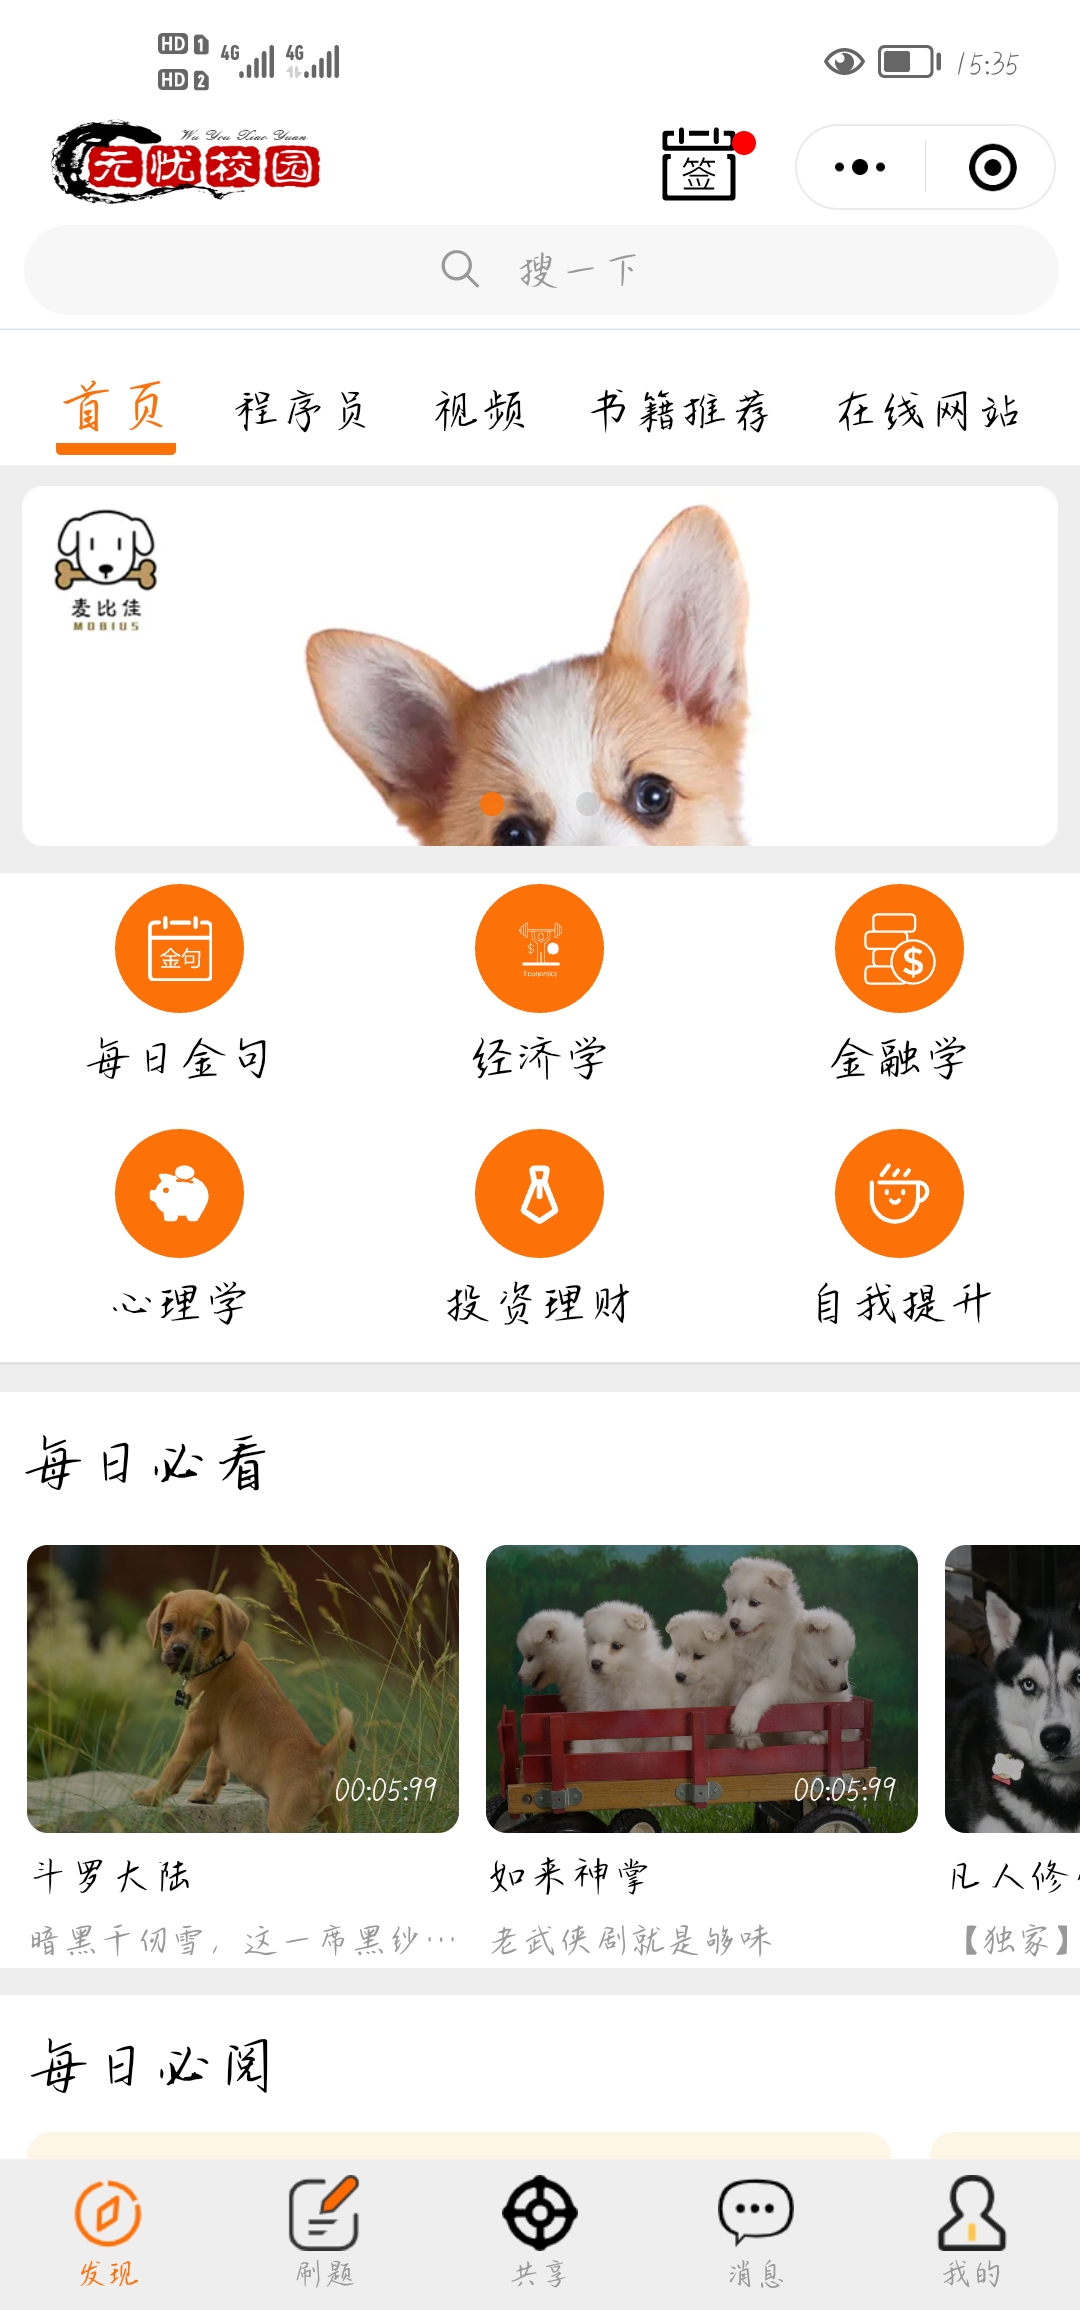 HD 1 4G 4G 15:35
HD 2
Wu You Xiao Yuan
无忧校园
签
搜一下
首页 程序员 视频 书籍推荐 在线网站
麦比佳
MOBIUS
金句 $ Economics $
每日金句 经济学 金融学
心理学 投资理财 自我提升
每日必看
00:05:99 00:05:99
斗罗大陆 如来神掌 凡人修
暗黑千仞雪，这一席黑纱… 老武侠剧就是够味 【独家】
每日必阅
发现 刷题 共享 消息 我的